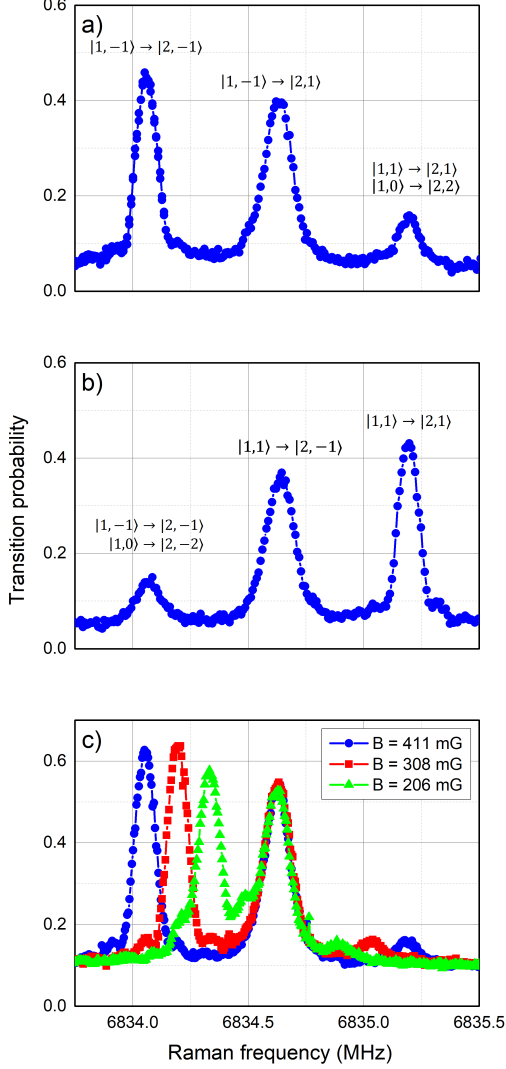 0.6
a)
|1, −1⟩ → |2, −1⟩
|1, −1⟩ → |2,1⟩
0.4
|1,1⟩ → |2,1⟩
|1,0⟩ → |2,2⟩
0.2
0.0
0.6
b)
|1,1⟩ → |2,1⟩
|1,1⟩ → |2, −1⟩
0.4
|1, −1⟩ → |2, −1⟩
|1,0⟩ → |2, −2⟩
0.2
0.0
Transition probability
c)
B = 411 mG
B = 308 mG
B = 206 mG
0.6
0.4
0.2
0.0
6834.0 6834.5 6835.0 6835.5
Raman frequency (MHz)